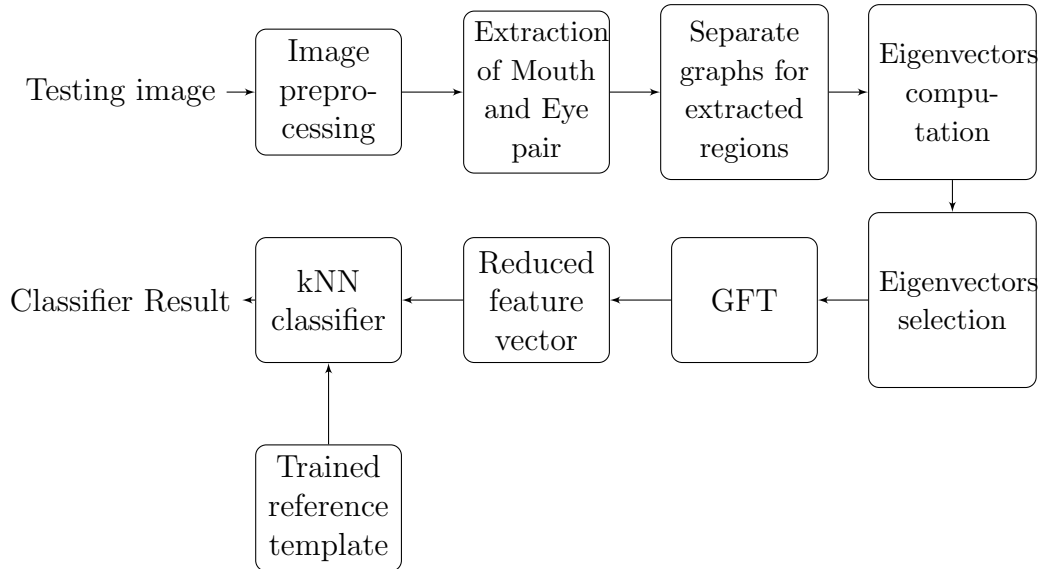 Testing image
Image
prepro-
cessing
Extraction
of Mouth
and Eye
pair
Separate
graphs for
extracted
regions
Eigenvectors
compu-
tation
Eigenvectors
selection
GFT
Reduced
feature
vector
kNN
classifier
Classifier Result
Trained
reference
template